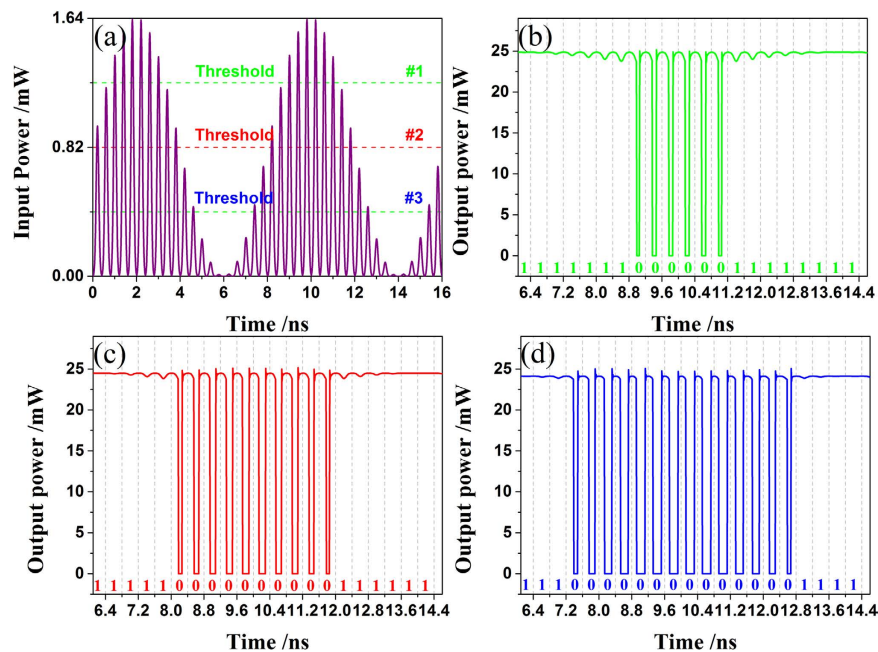 (a)
1.64
0.82
0.00
Input Power /mW
Threshold #1
Threshold #2
Threshold #3
0 2 4 6 8 10 12 14 16
Time /ns
(b)
30
25
20
15
10
5
0
Output power /mW
1 1 1 1 1 1 1 0 0 0 0 0 0 1 1 1 1 1 1 1 1
6.4 7.2 8.0 8.8 9.6 10.4 11.2 12.0 12.8 13.6 14.4
Time /ns
(c)
30
25
20
15
10
5
0
Output power /mW
1 1 1 1 1 0 0 0 0 0 0 0 0 0 0 1 1 1 1 1 1
6.4 7.2 8.0 8.8 9.6 10.4 11.2 12.0 12.8 13.6 14.4
Time /ns
(d)
30
25
20
15
10
5
0
Output power /mW
1 1 1 0 0 0 0 0 0 0 0 0 0 0 0 0 0 1 1 1 1
6.4 7.2 8.0 8.8 9.6 10.4 11.2 12.0 12.8 13.6 14.4
Time /ns